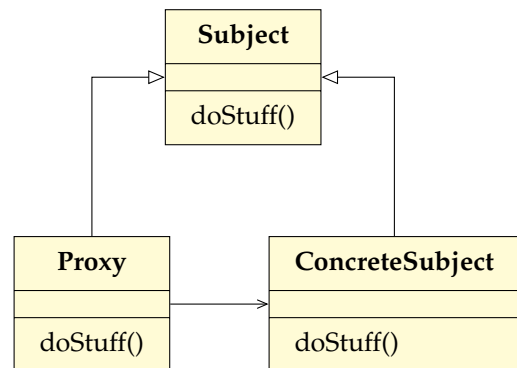 Subject
doStuff()
Proxy
doStuff()
ConcreteSubject
doStuff()